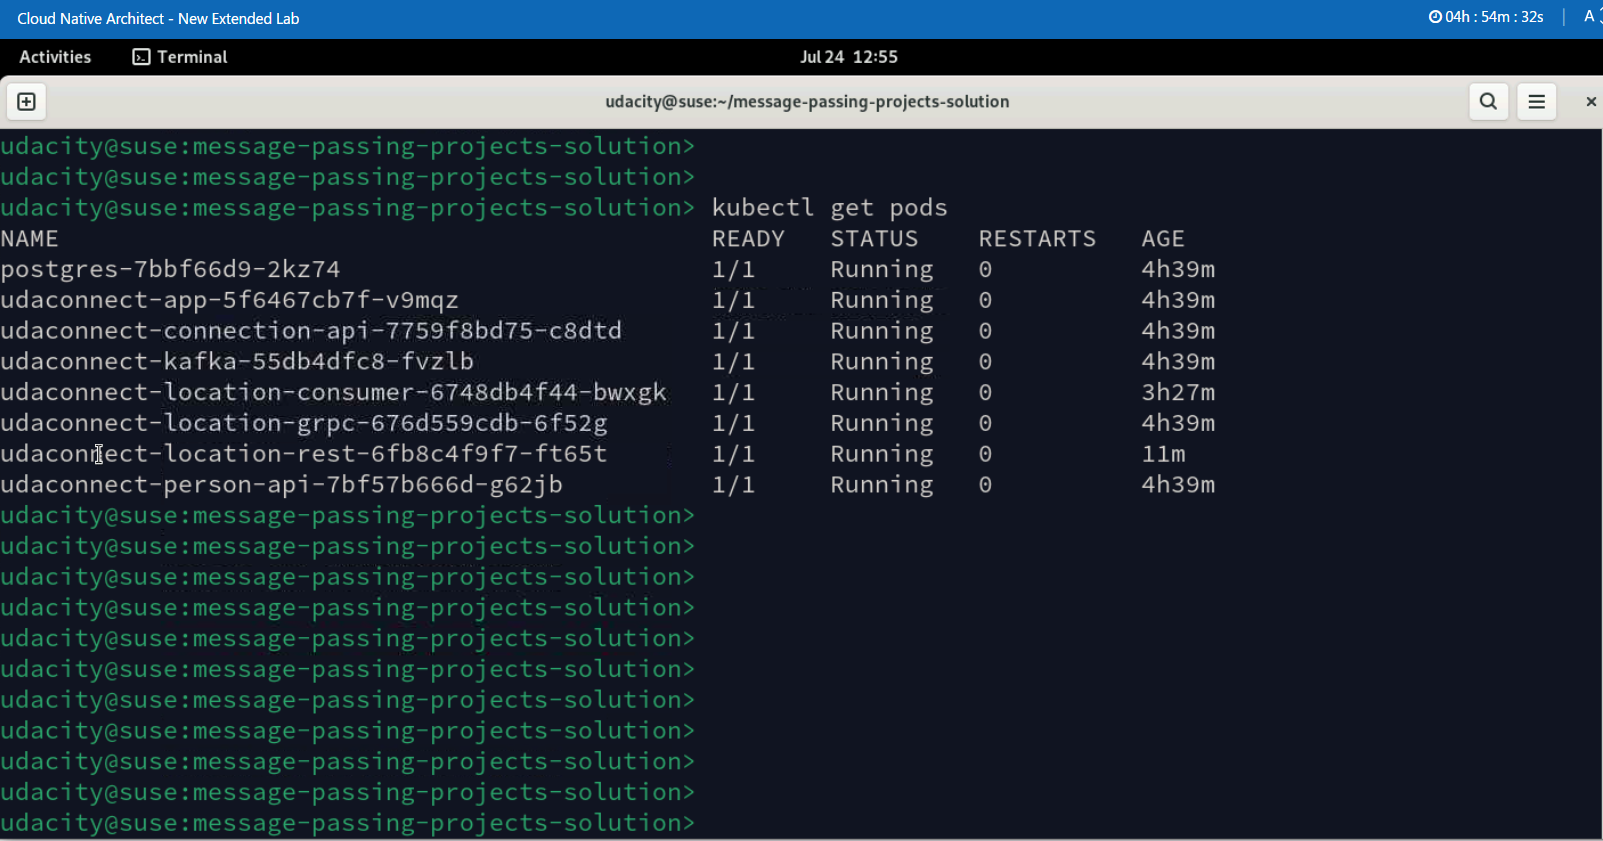 Cloud Native Architect - New Extended Lab 04h : 54m : 32s A
Activities Terminal Jul 24 12:55
udacity@suse:~/message-passing-projects-solution
udacity@suse:message-passing-projects-solution>
udacity@suse:message-passing-projects-solution>
udacity@suse:message-passing-projects-solution> kubectl get pods
NAME READY STATUS RESTARTS AGE
postgres-7bbf66d9-2kz74 1/1 Running 0 4h39m
udaconnect-app-5f6467cb7f-v9mqz 1/1 Running 0 4h39m
udaconnect-connection-api-7759f8bd75-c8dtd 1/1 Running 0 4h39m
udaconnect-kafka-55db4dfc8-fvzlb 1/1 Running 0 4h39m
udaconnect-location-consumer-6748db4f44-bwxgk 1/1 Running 0 3h27m
udaconnect-location-grpc-676d559cdb-6f52g 1/1 Running 0 4h39m
udaconnect-location-rest-6fb8c4f9f7-ft65t 1/1 Running 0 11m
udaconnect-person-api-7bf57b666d-g62jb 1/1 Running 0 4h39m
udacity@suse:message-passing-projects-solution>
udacity@suse:message-passing-projects-solution>
udacity@suse:message-passing-projects-solution>
udacity@suse:message-passing-projects-solution>
udacity@suse:message-passing-projects-solution>
udacity@suse:message-passing-projects-solution>
udacity@suse:message-passing-projects-solution>
udacity@suse:message-passing-projects-solution>
udacity@suse:message-passing-projects-solution>
udacity@suse:message-passing-projects-solution>
udacity@suse:message-passing-projects-solution>